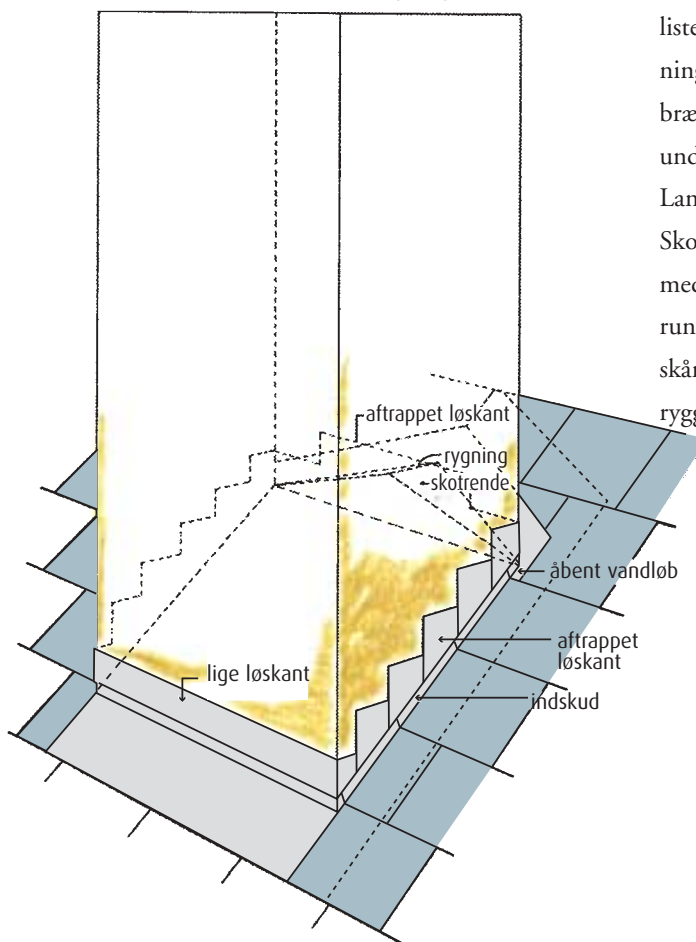 liste
ning
bræ
und
Lan
Sko
med
run
skår
rygg
aftrappet løskant
rygning
skotrende
åbent vandløb
aftrappet
løskant
lige løskant
indskud